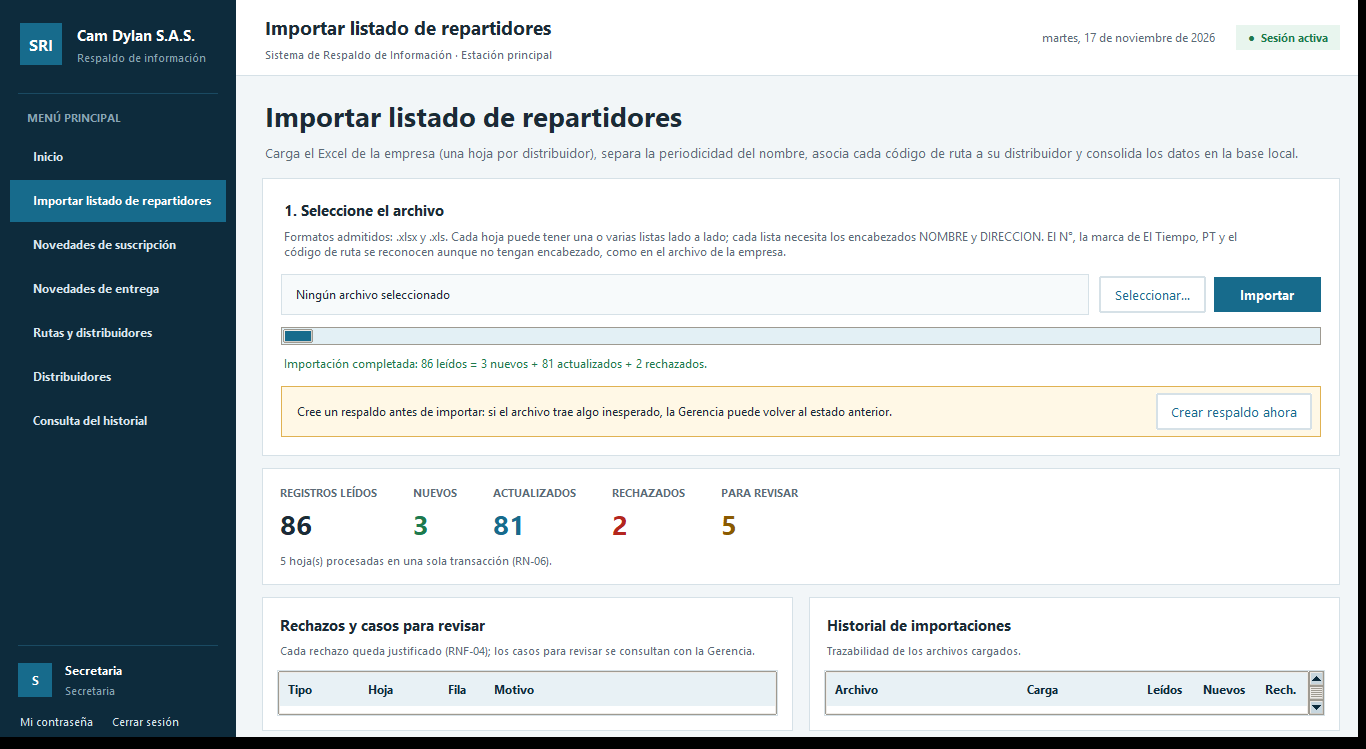 SRI
Cam Dylan S.A.S.
Respaldo de información
MENÚ PRINCIPAL
Inicio
Importar listado de repartidores
Novedades de suscripción
Novedades de entrega
Rutas y distribuidores
Distribuidores
Consulta del historial
S
Secretaria
Secretaria
Mi contraseña Cerrar sesión
Importar listado de repartidores
Sistema de Respaldo de Información · Estación principal
martes, 17 de noviembre de 2026
● Sesión activa
Importar listado de repartidores
Carga el Excel de la empresa (una hoja por distribuidor), separa la periodicidad del nombre, asocia cada código de ruta a su distribuidor y consolida los datos en la base local.
1. Seleccione el archivo
Formatos admitidos: .xlsx y .xls. Cada hoja puede tener una o varias listas lado a lado; cada lista necesita los encabezados NOMBRE y DIRECCION. El N°, la marca de El Tiempo, PT y el
código de ruta se reconocen aunque no tengan encabezado, como en el archivo de la empresa.
Ningún archivo seleccionado
Seleccionar...
Importar
Importación completada: 86 leídos = 3 nuevos + 81 actualizados + 2 rechazados.
Cree un respaldo antes de importar: si el archivo trae algo inesperado, la Gerencia puede volver al estado anterior.
Crear respaldo ahora
REGISTROS LEÍDOS NUEVOS ACTUALIZADOS RECHAZADOS PARA REVISAR
86 3 81 2 5
5 hoja(s) procesadas en una sola transacción (RN-06).
Rechazos y casos para revisar
Cada rechazo queda justificado (RNF-04); los casos para revisar se consultan con la Gerencia.
Tipo Hoja Fila Motivo
Historial de importaciones
Trazabilidad de los archivos cargados.
Archivo Carga Leídos Nuevos Rech.